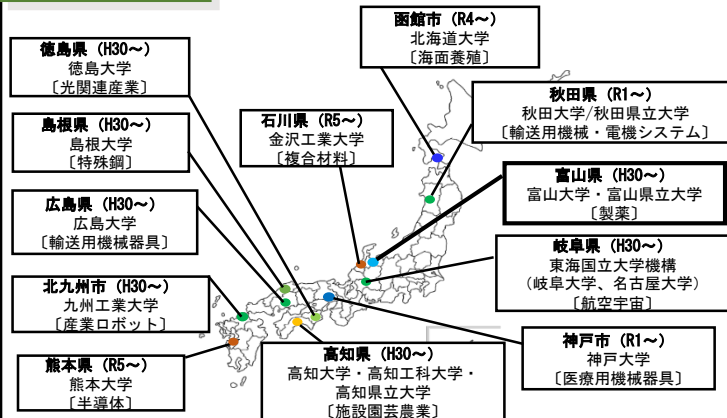 函館市（R4～）
北海道大学
〔海面養殖〕
徳島県（H30～）
徳島大学
〔光関連産業〕
秋田県（R1～）
秋田大学/秋田県立大学
〔輸送用機械・電機システム〕
島根県（H30～）
島根大学
〔特殊鋼〕
石川県（R5～）
金沢工業大学
〔複合材料〕
富山県（H30～）
富山大学・富山県立大学
〔製薬〕
広島県（H30～）
広島大学
〔輸送用機械器具〕
岐阜県（H30～）
東海国立大学機構
（岐阜大学、名古屋大学）
〔航空宇宙〕
北九州市（H30～）
九州工業大学
〔産業ロボット〕
神戸市（R1～）
神戸大学
〔医療用機械器具〕
熊本県（R5～）
熊本大学
〔半導体〕
高知県（H30～）
高知大学・高知工科大学・
高知県立大学
〔施設園芸農業〕